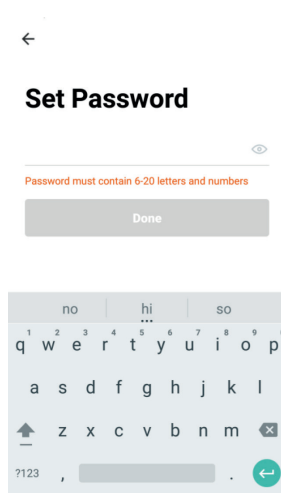 Set Password
Password must contain 6-20 letters and numbers
Done
no hi so
1 2 3 4 5 6 7 8 9
q w e r t y u i o p
a s d f g h j k l
z x c v b n m
?123 , .